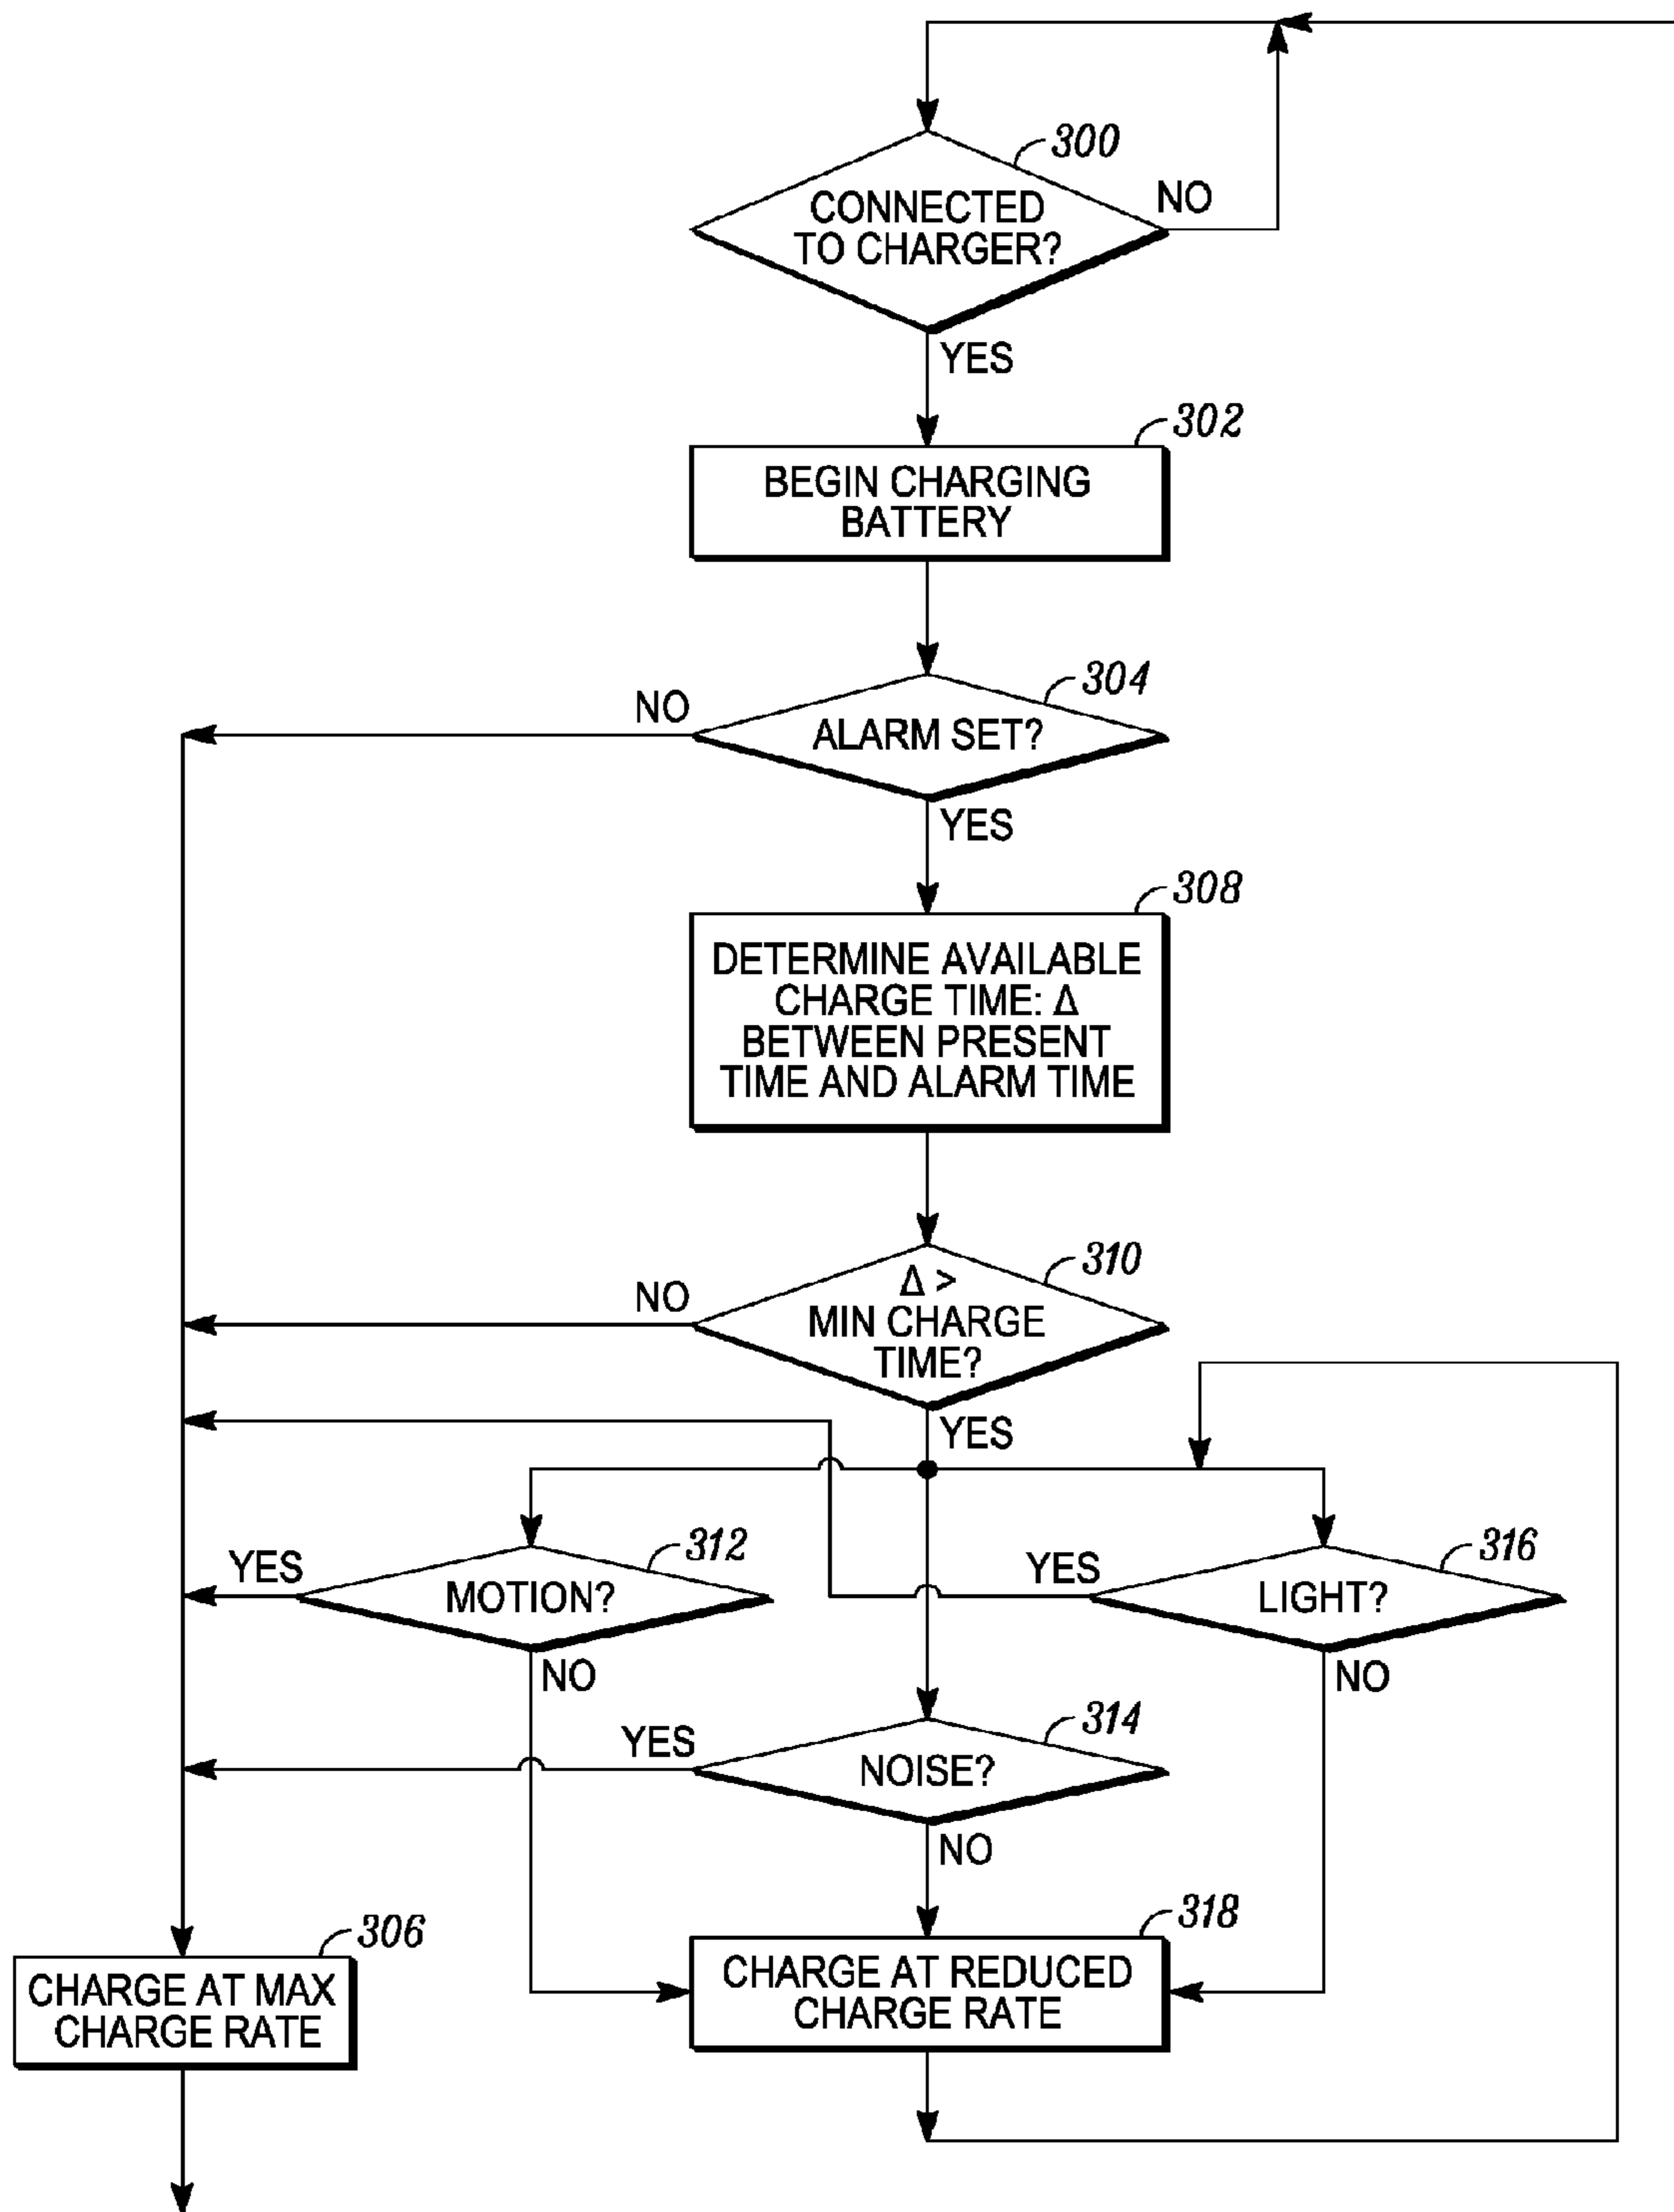 300
CONNECTED
TO CHARGER?
NO
YES
302
BEGIN CHARGING
BATTERY
304
NO
ALARM SET?
YES
308
DETERMINE AVAILABLE
CHARGE TIME: Δ
BETWEEN PRESENT
TIME AND ALARM TIME
310
NO
Δ >
MIN CHARGE
TIME?
YES
312
YES
MOTION?
NO
316
YES
LIGHT?
NO
314
YES
NOISE?
NO
306
CHARGE AT MAX
CHARGE RATE
318
CHARGE AT REDUCED
CHARGE RATE